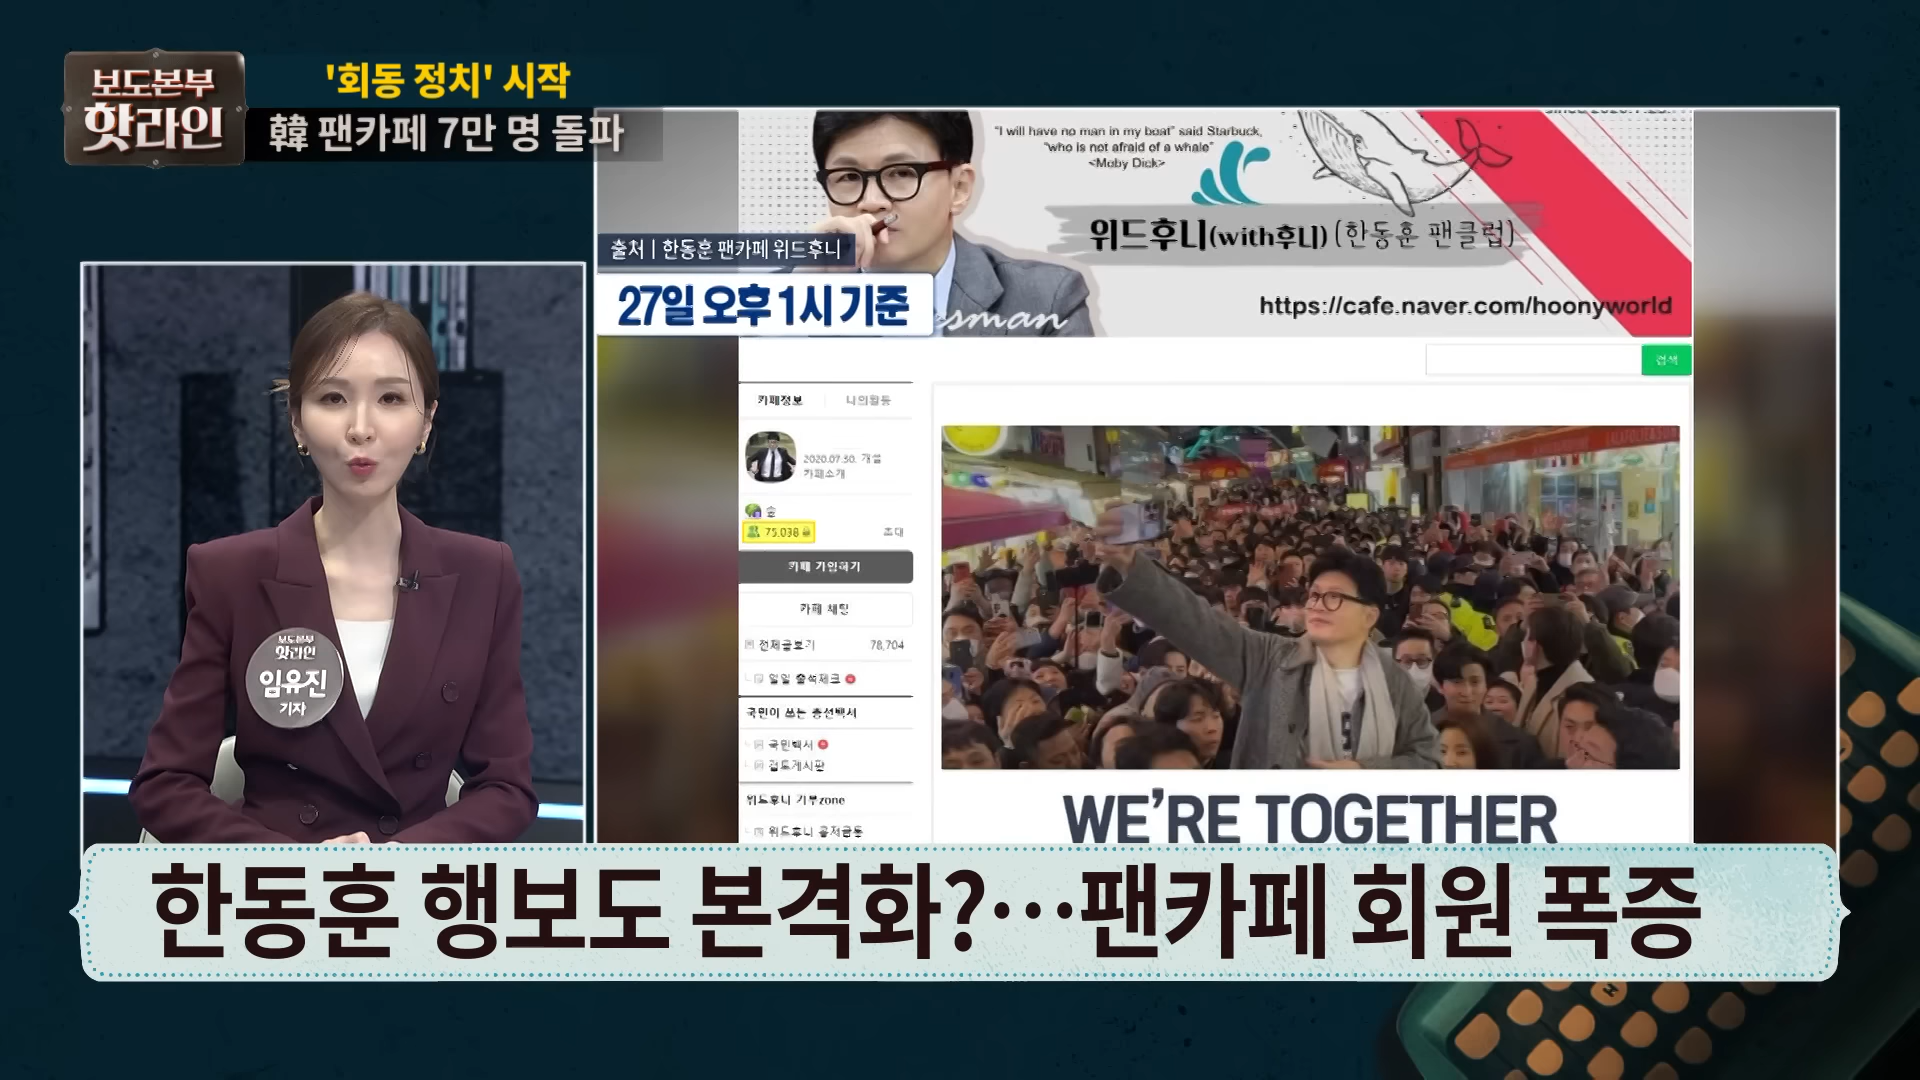 보도본부
핫라인
'회동 정치' 시작
韓 팬카페 7만 명 돌파
"I will have no man in my boat" said Starbuck,
"who is not afraid of a whale"
<Moby Dick>
위드후니(with후니) (한동훈 팬클럽)
https://cafe.naver.com/hoonyworld
출처 | 한동훈 팬카페 위드후니
27일 오후 1시 기준
검색
카페정보 나의활동
2020.07.30. 개설
카페소개
숲
75,038
초대
카페 가입하기
카페 채팅
전체글보기 78,704
일일 출석체크
국민이 쓰는 총선백서
국민백서
검토게시판
위드후니 기부zone
위드후니 공저금통
WE'RE TOGETHER
보도본부
핫라인
임유진
기자
한동훈 행보도 본격화?…팬카페 회원 폭증